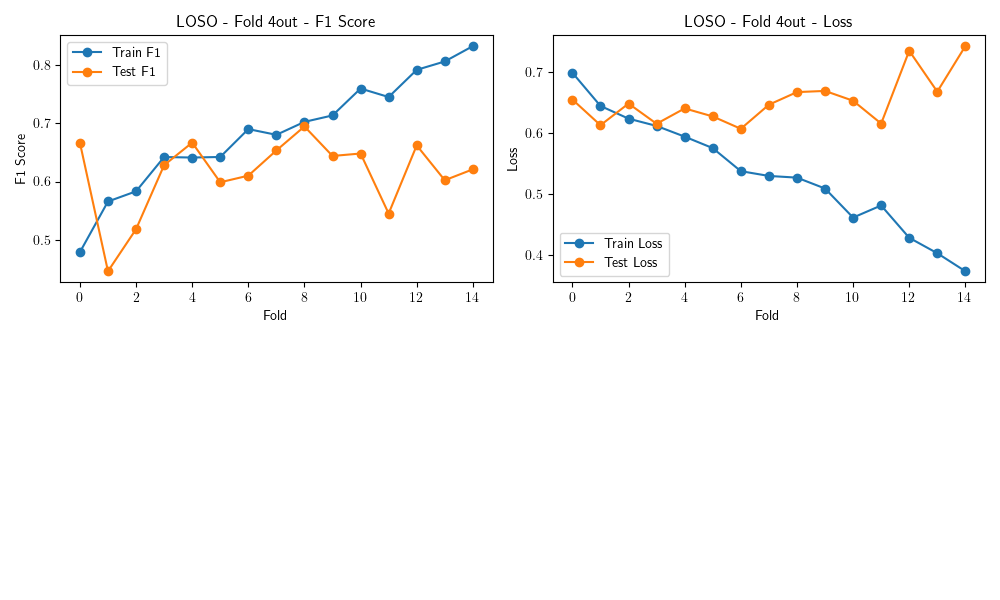 LOSO - Fold 4out - F1 Score
Train F1
Test F1
F1 Score
0.8
0.7
0.6
0.5
0 2 4 6 8 10 12 14
Fold
LOSO - Fold 4out - Loss
Loss
0.7
0.6
0.5
0.4
Train Loss
Test Loss
0 2 4 6 8 10 12 14
Fold